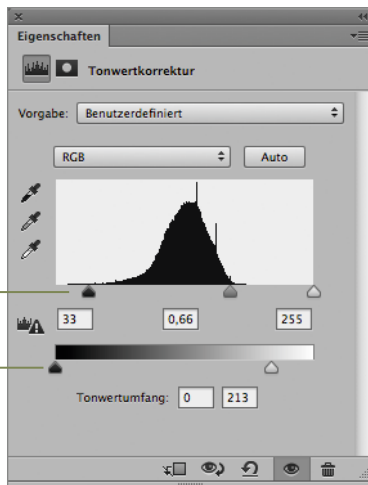 Eigenschaften
Tonwertkorrektur
Vorgabe: Benutzerdefiniert
RGB Auto
33 0,66 255
Tonwertumfang: 0 213